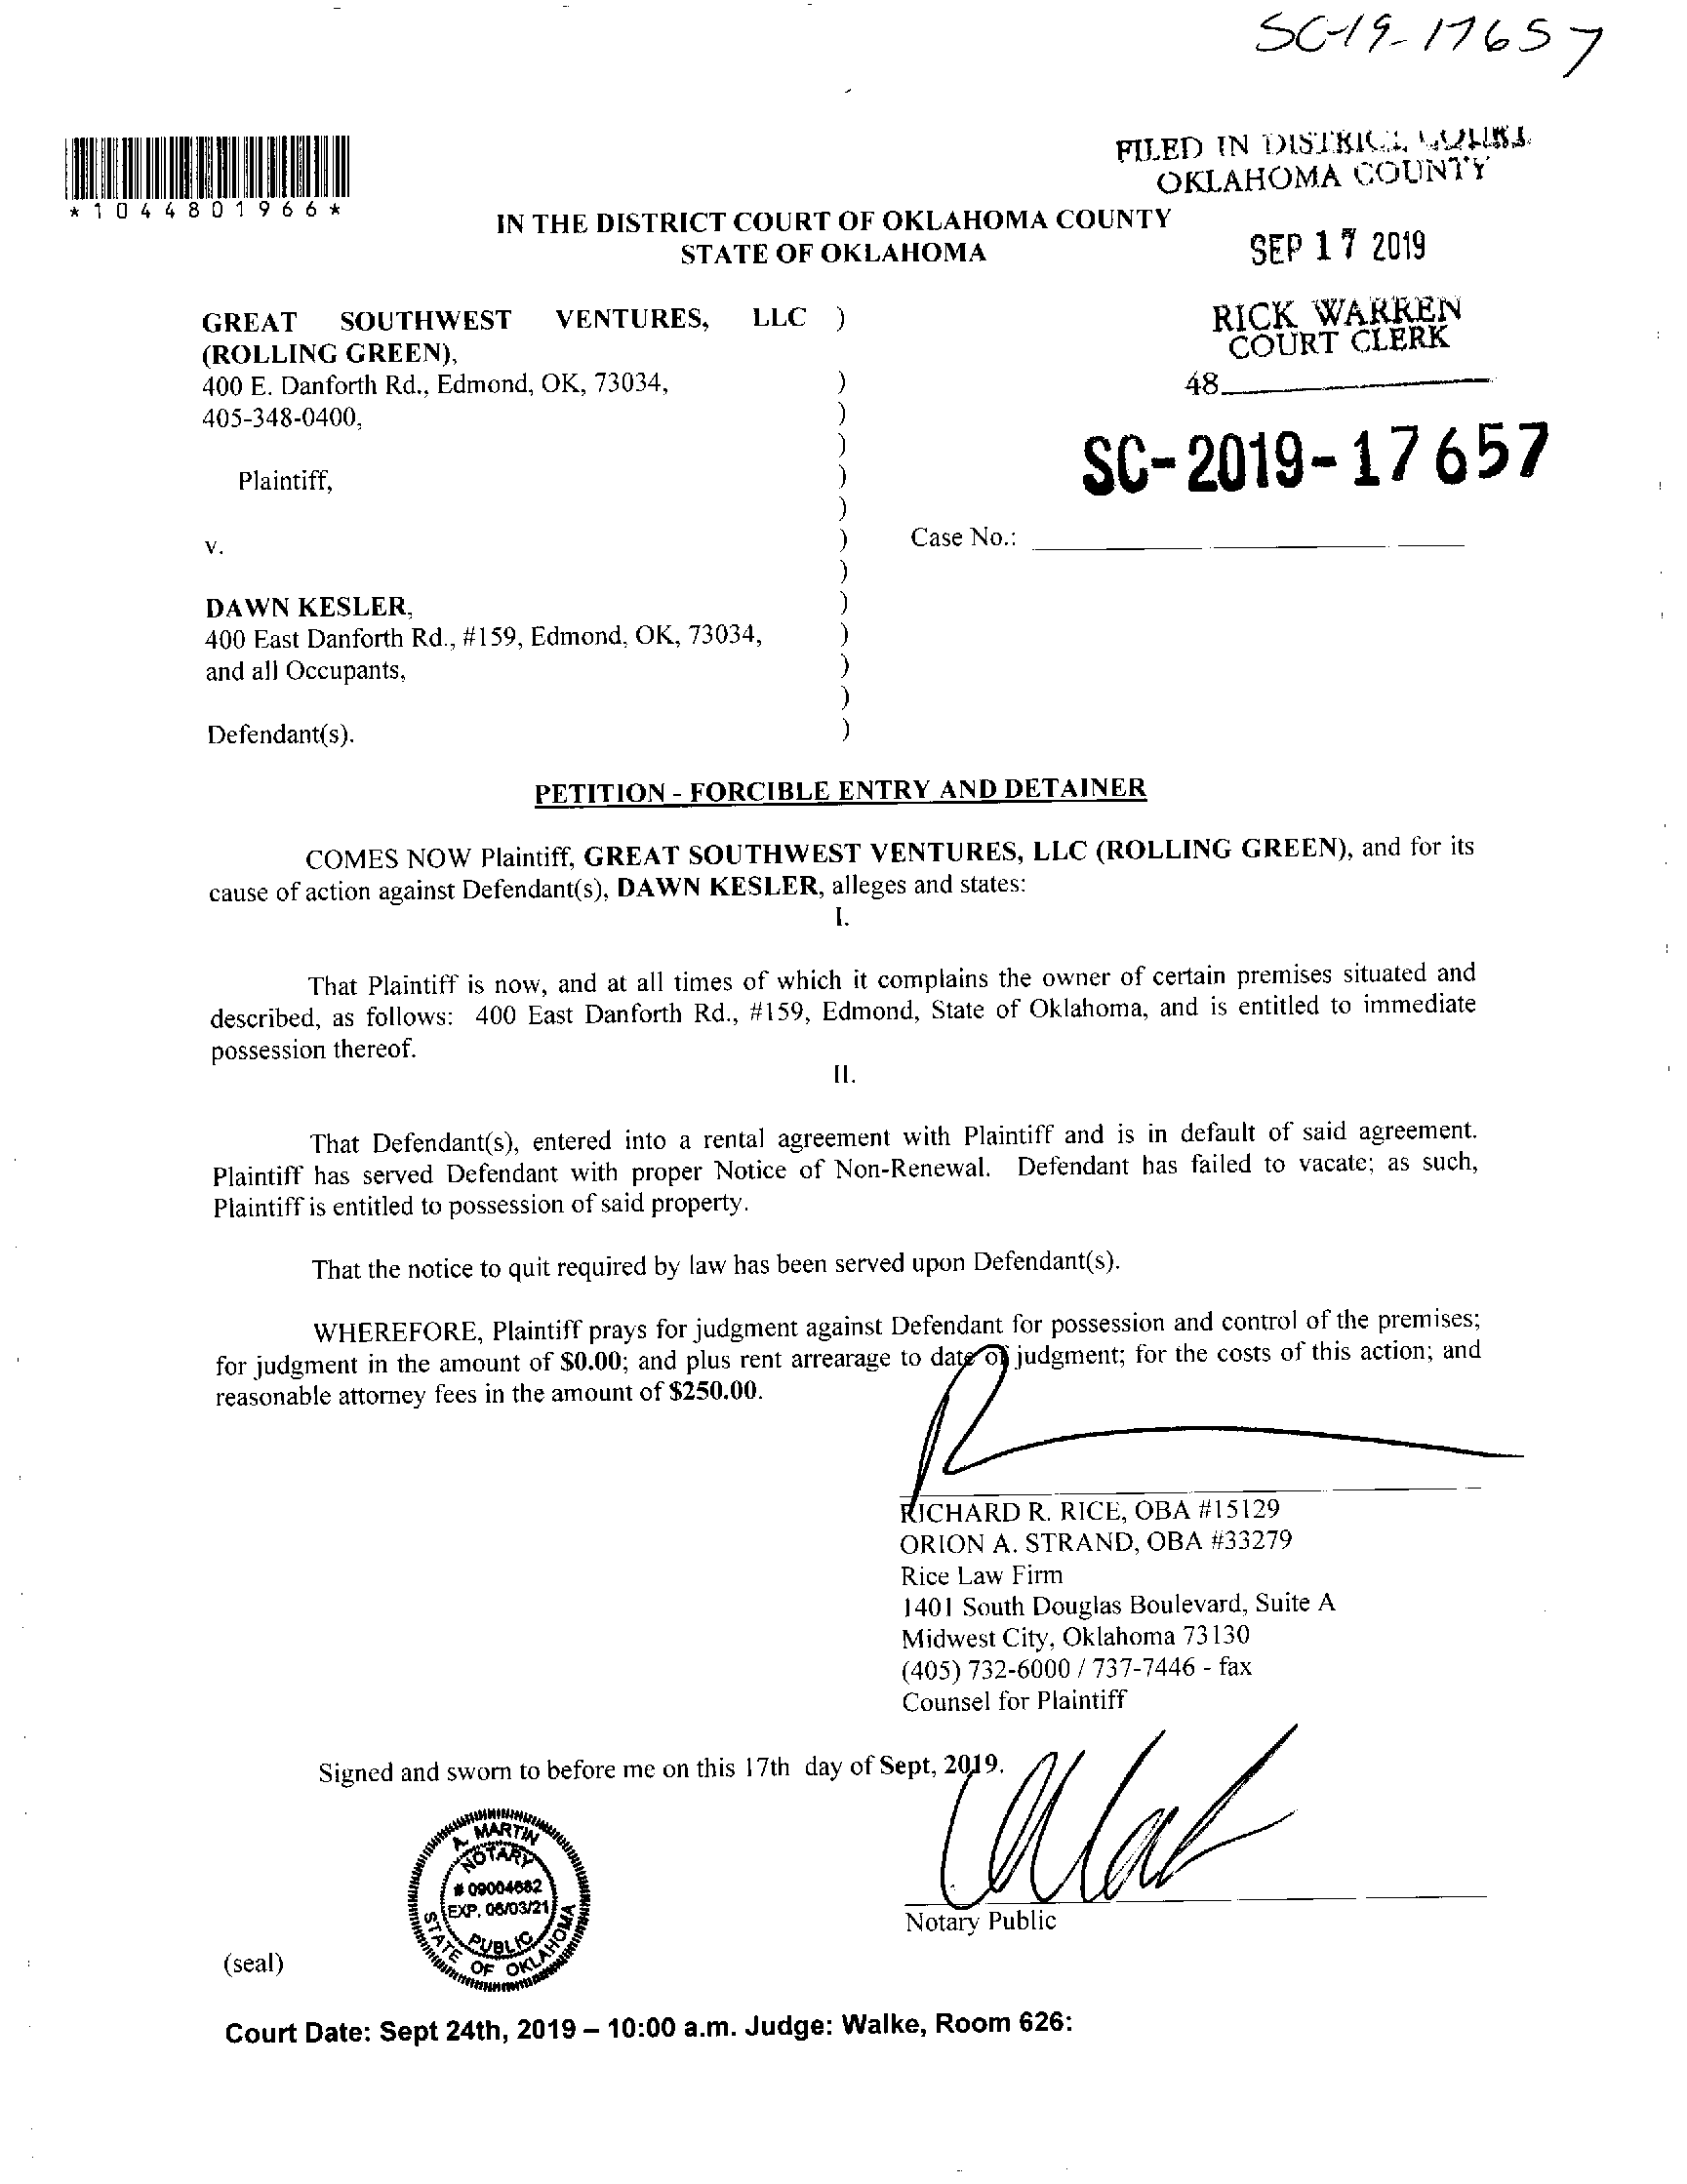 SC-19-17657
FILED IN DISTRICT COURT
OKLAHOMA COUNTY
*1044801966*
IN THE DISTRICT COURT OF OKLAHOMA COUNTY
STATE OF OKLAHOMA
SEP 17 2019
RICK WARREN
COURT CLERK
48
GREAT SOUTHWEST VENTURES, LLC )
(ROLLING GREEN),
400 E. Danforth Rd., Edmond, OK, 73034, )
405-348-0400, )
)
SC-2019-17657
Plaintiff, )
)
v. ) Case No.:
)
DAWN KESLER, )
400 East Danforth Rd., #159, Edmond, OK, 73034, )
and all Occupants, )
)
Defendant(s). )
PETITION - FORCIBLE ENTRY AND DETAINER
COMES NOW Plaintiff, GREAT SOUTHWEST VENTURES, LLC (ROLLING GREEN), and for its
cause of action against Defendant(s), DAWN KESLER, alleges and states:
I.
That Plaintiff is now, and at all times of which it complains the owner of certain premises situated and
described, as follows: 400 East Danforth Rd., #159, Edmond, State of Oklahoma, and is entitled to immediate
possession thereof.
II.
That Defendant(s), entered into a rental agreement with Plaintiff and is in default of said agreement.
Plaintiff has served Defendant with proper Notice of Non-Renewal. Defendant has failed to vacate; as such,
Plaintiff is entitled to possession of said property.
That the notice to quit required by law has been served upon Defendant(s).
WHEREFORE, Plaintiff prays for judgment against Defendant for possession and control of the premises;
for judgment in the amount of $0.00; and plus rent arrearage to date of judgment; for the costs of this action; and
reasonable attorney fees in the amount of $250.00.
RICHARD R. RICE, OBA #15129
ORION A. STRAND, OBA #33279
Rice Law Firm
1401 South Douglas Boulevard, Suite A
Midwest City, Oklahoma 73130
(405) 732-6000 / 737-7446 - fax
Counsel for Plaintiff
Signed and sworn to before me on this 17th day of Sept, 2019.
A. MARTIN
NOTARY
# 09004682
EXP. 06/03/21
PUBLIC
STATE OF OKLAHOMA
Notary Public
(seal)
Court Date: Sept 24th, 2019 – 10:00 a.m. Judge: Walke, Room 626: